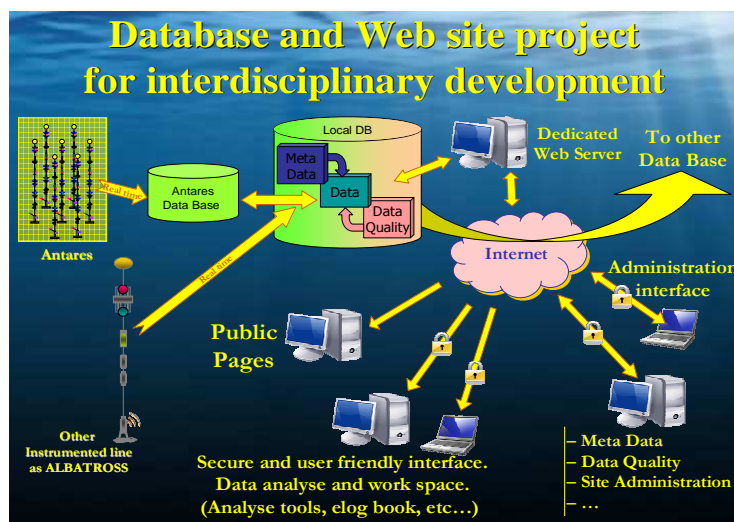 Database and Web site project
for interdisciplinary development
Local DB
Meta
Data
Data
Data
Quality
Dedicated
Web Server
To other
Data Base
Real time
Antares
Data Base
Antares
Real time
Internet
Administration
interface
Public
Pages
Other
Instrumented line
as ALBATROSS
Secure and user friendly interface.
Data analyse and work space.
(Analyse tools, elog book, etc…)
– Meta Data
– Data Quality
– Site Administration
– …